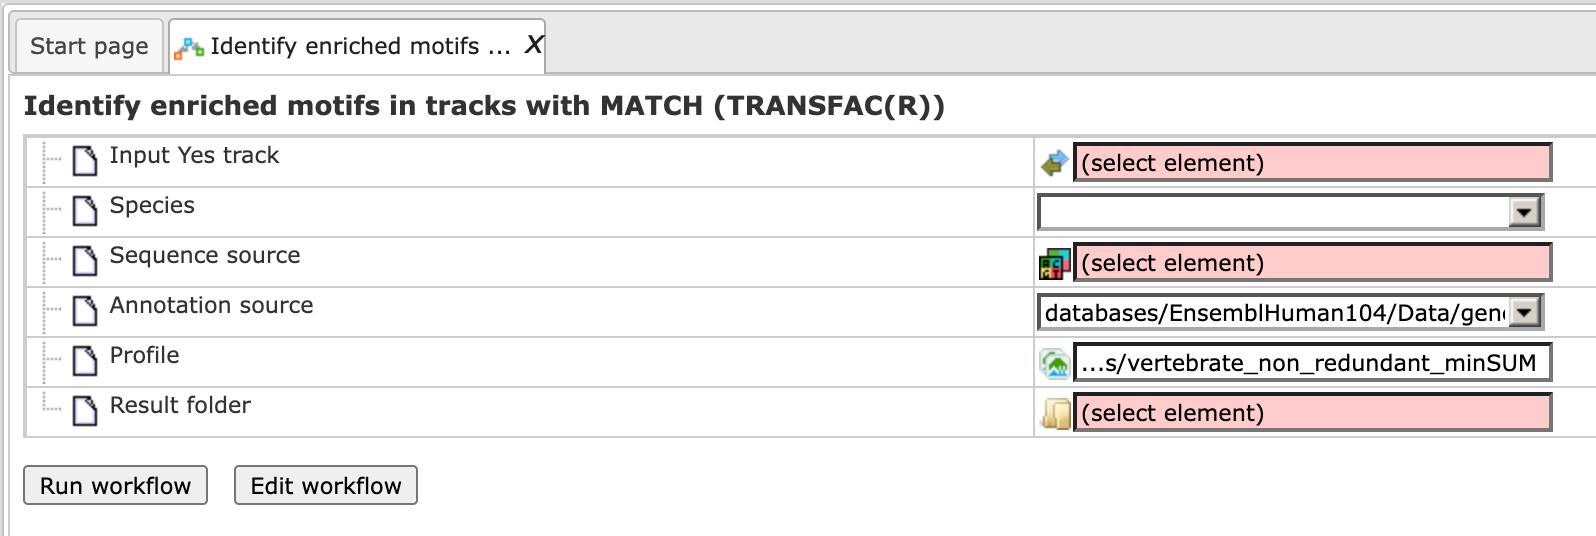 Start page
Identify enriched motifs ... X
Identify enriched motifs in tracks with MATCH (TRANSFAC(R))
Input Yes track
(select element)
Species
Sequence source
(select element)
Annotation source
databases/EnsemblHuman104/Data/gen
Profile
...s/vertebrate_non_redundant_minSUM
Result folder
(select element)
Run workflow
Edit workflow